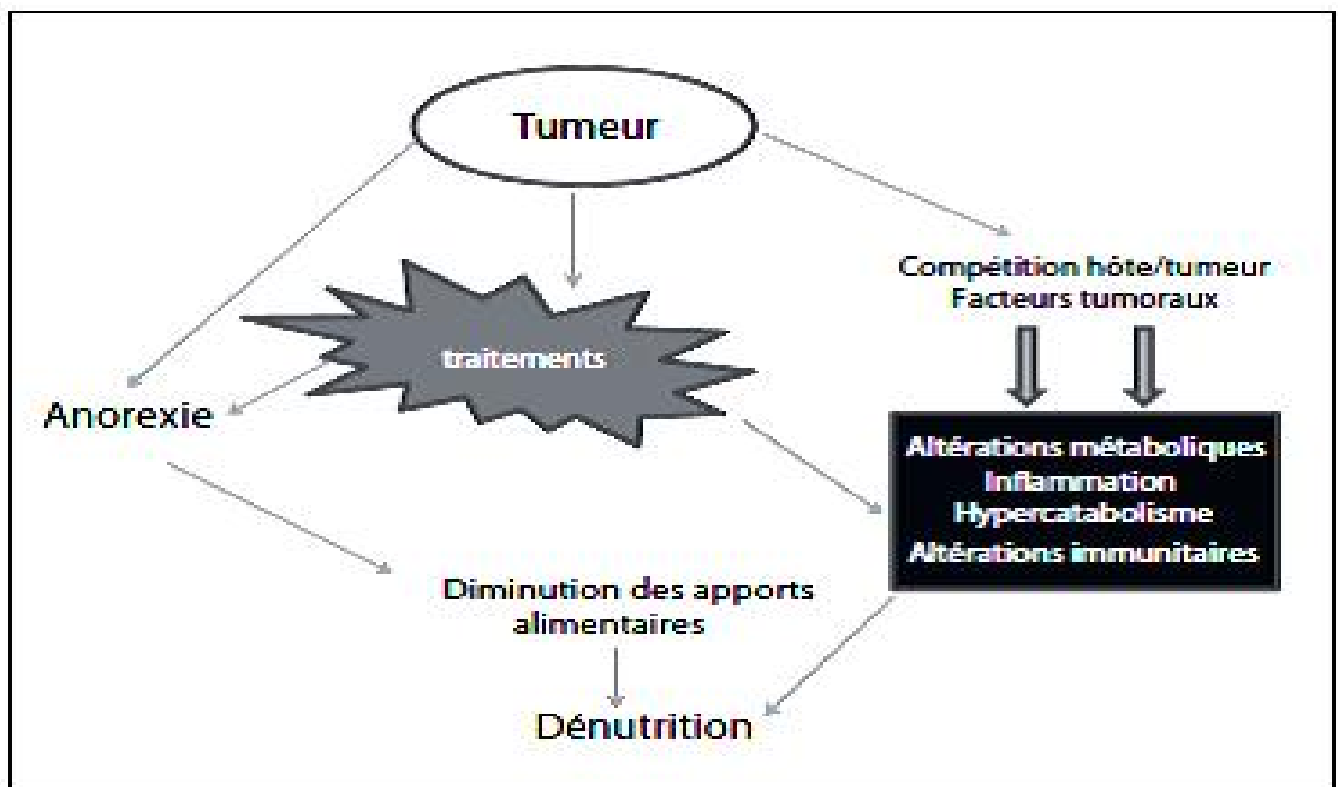 Tumeur
Compétition hôte/tumeur
Facteurs tumoraux
traitements
Anorexie
Altérations métaboliques
Inflammation
Hypercatabolisme
Altérations immunitaires
Diminution des apports
alimentaires
Dénutrition